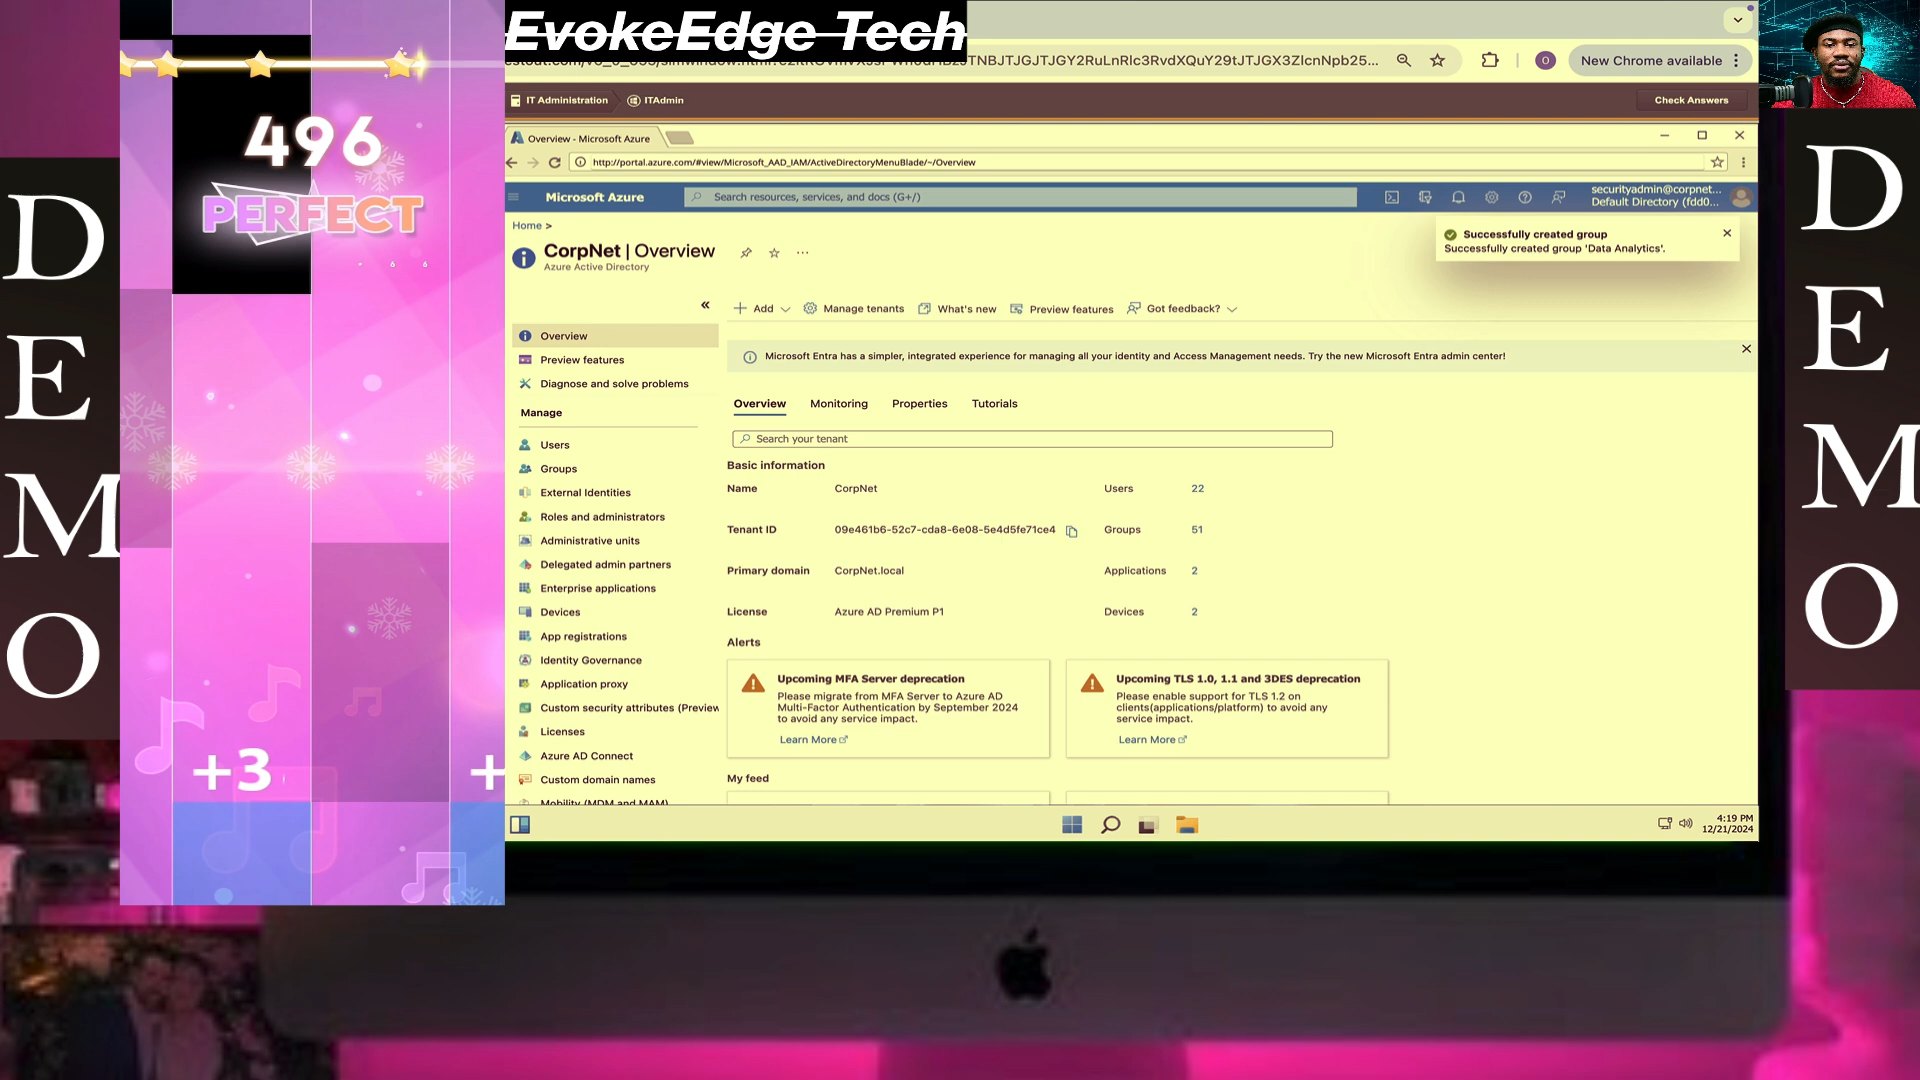 EvokeEdge Tech
TNBJTJGJTJGY2RuLnRlc3RvdXQuY29tJTJGX3ZlcnNpb25...
O
New Chrome available
IT Administration
ITAdmin
Check Answers
Overview - Microsoft Azure
http://portal.azure.com/#view/Microsoft_AAD_IAM/ActiveDirectoryMenuBlade/~/Overview
Microsoft Azure
Search resources, services, and docs (G+/)
securityadmin@corpnet...
Default Directory (fdd0...
Home >
CorpNet | Overview
Azure Active Directory
Successfully created group
Successfully created group 'Data Analytics'.
Add
Manage tenants
What's new
Preview features
Got feedback?
Microsoft Entra has a simpler, integrated experience for managing all your identity and Access Management needs. Try the new Microsoft Entra admin center!
Overview
Preview features
Diagnose and solve problems
Manage
Users
Groups
External Identities
Roles and administrators
Administrative units
Delegated admin partners
Enterprise applications
Devices
App registrations
Identity Governance
Application proxy
Custom security attributes (Preview
Licenses
Azure AD Connect
Custom domain names
Mobility (MDM and MAM)
Overview
Monitoring
Properties
Tutorials
Search your tenant
Basic information
Name
CorpNet
Users
22
Tenant ID
09e461b6-52c7-cda8-6e08-5e4d5fe71ce4
Groups
51
Primary domain
CorpNet.local
Applications
2
License
Azure AD Premium P1
Devices
2
Alerts
Upcoming MFA Server deprecation
Please migrate from MFA Server to Azure AD
Multi-Factor Authentication by September 2024
to avoid any service impact.
Learn More
Upcoming TLS 1.0, 1.1 and 3DES deprecation
Please enable support for TLS 1.2 on
clients(applications/platform) to avoid any
service impact.
Learn More
My feed
4:19 PM
12/21/2024
496
PERFECT
+3
+
DEMO
DEMO